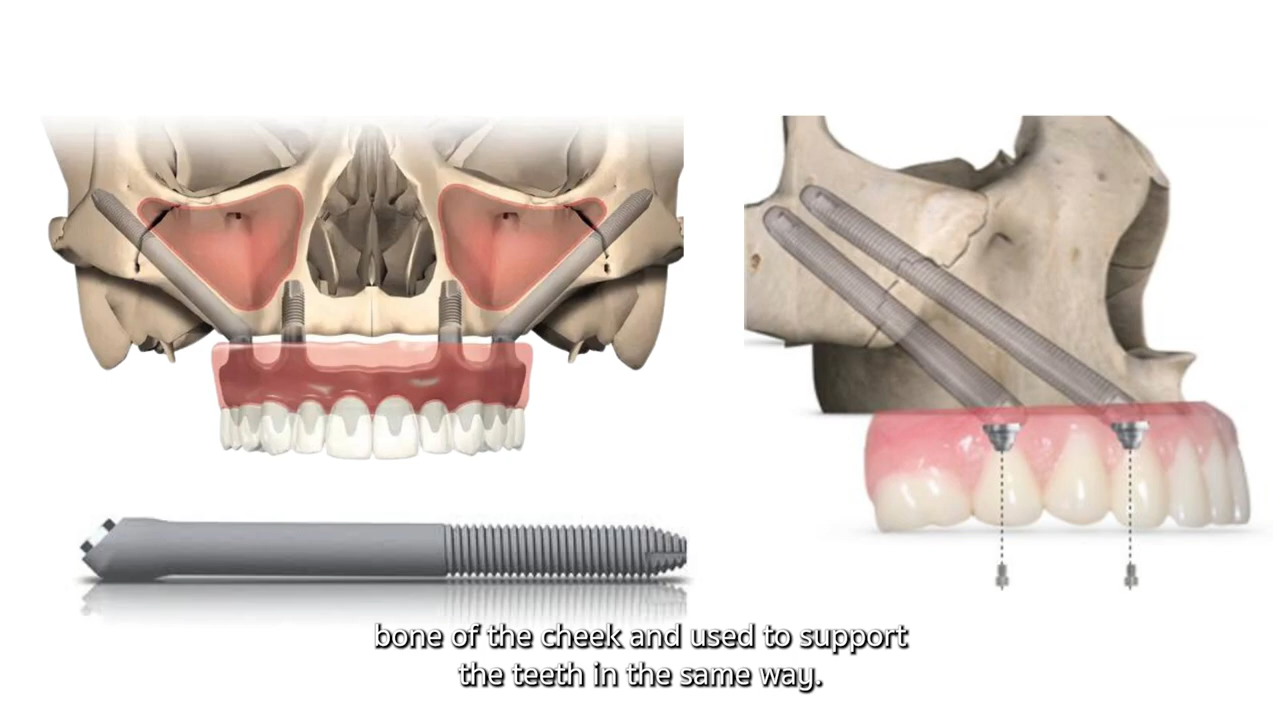 bone of the cheek and used to support
the teeth in the same way.